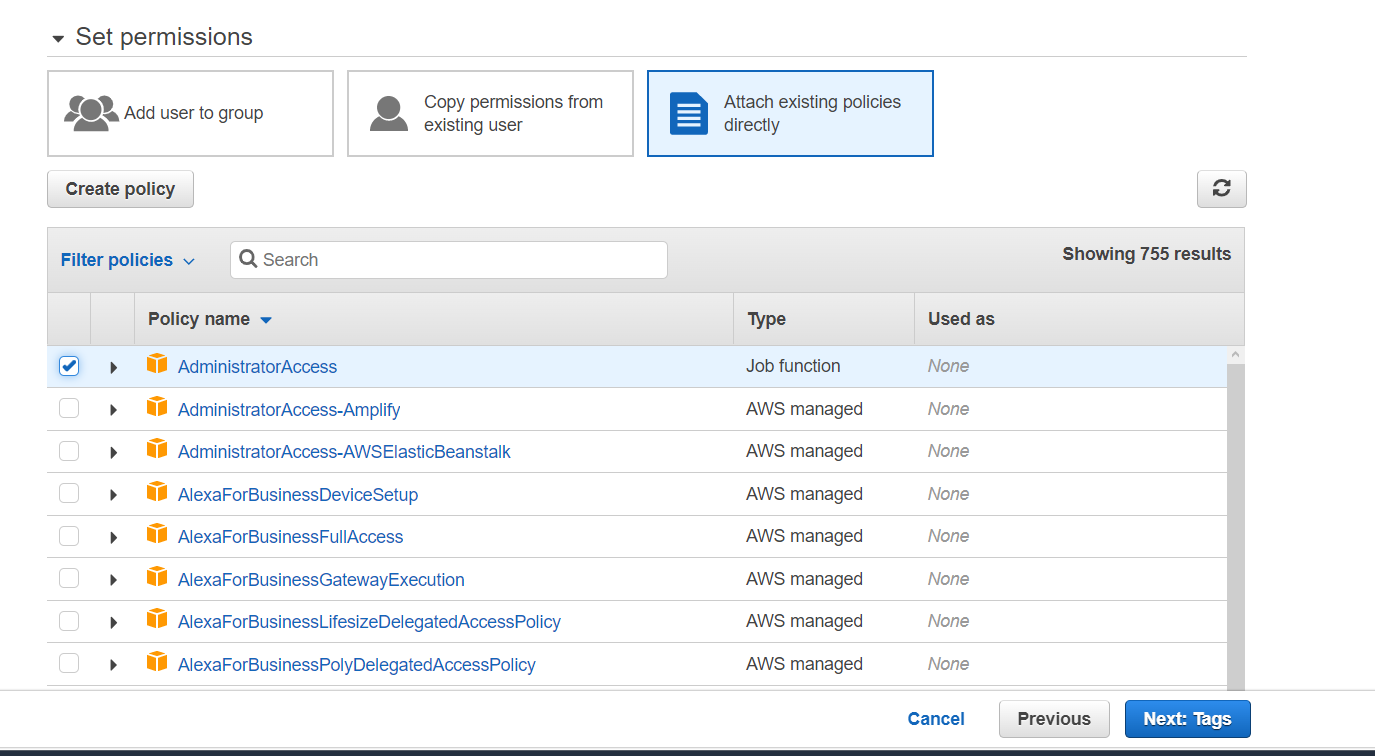 Set permissions
Add user to group
Copy permissions from
existing user
Attach existing policies
directly
Create policy
Filter policies
Search
Showing 755 results
Policy name
Type
Used as
AdministratorAccess
Job function
None
AdministratorAccess-Amplify
AWS managed
None
AdministratorAccess-AWSElasticBeanstalk
AWS managed
None
AlexaForBusinessDeviceSetup
AWS managed
None
AlexaForBusinessFullAccess
AWS managed
None
AlexaForBusinessGatewayExecution
AWS managed
None
AlexaForBusinessLifesizeDelegatedAccessPolicy
AWS managed
None
AlexaForBusinessPolyDelegatedAccessPolicy
AWS managed
None
Cancel
Previous
Next: Tags